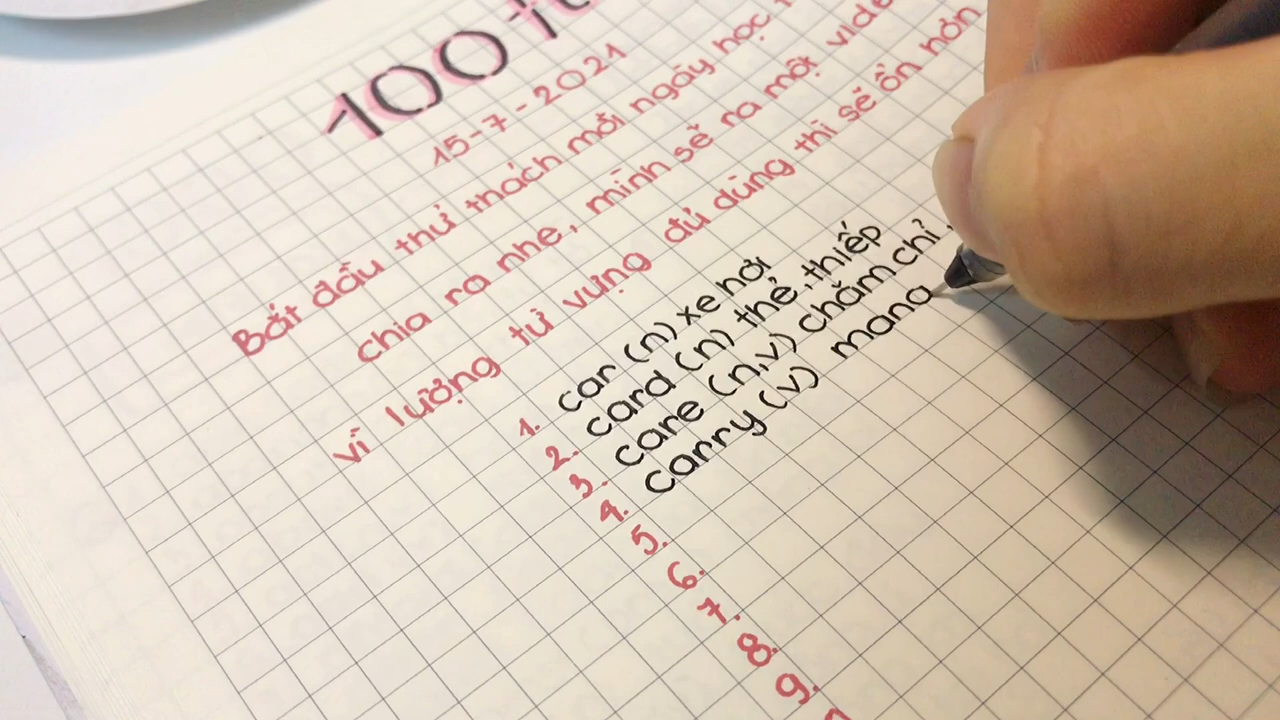 100
15-7-2021
Bắt đầu thử thách mỗi ngày học
chia ra nhe, mình sẽ ra một video
vì lượng từ vựng đủ dùng thì sẽ ổn hơn
1. car (n) xe hơi
2. card (n) thẻ, thiếp
3. care (n,v) chăm chỉ,
4. carry (v) mang
5.
6.
7.
8.
9.